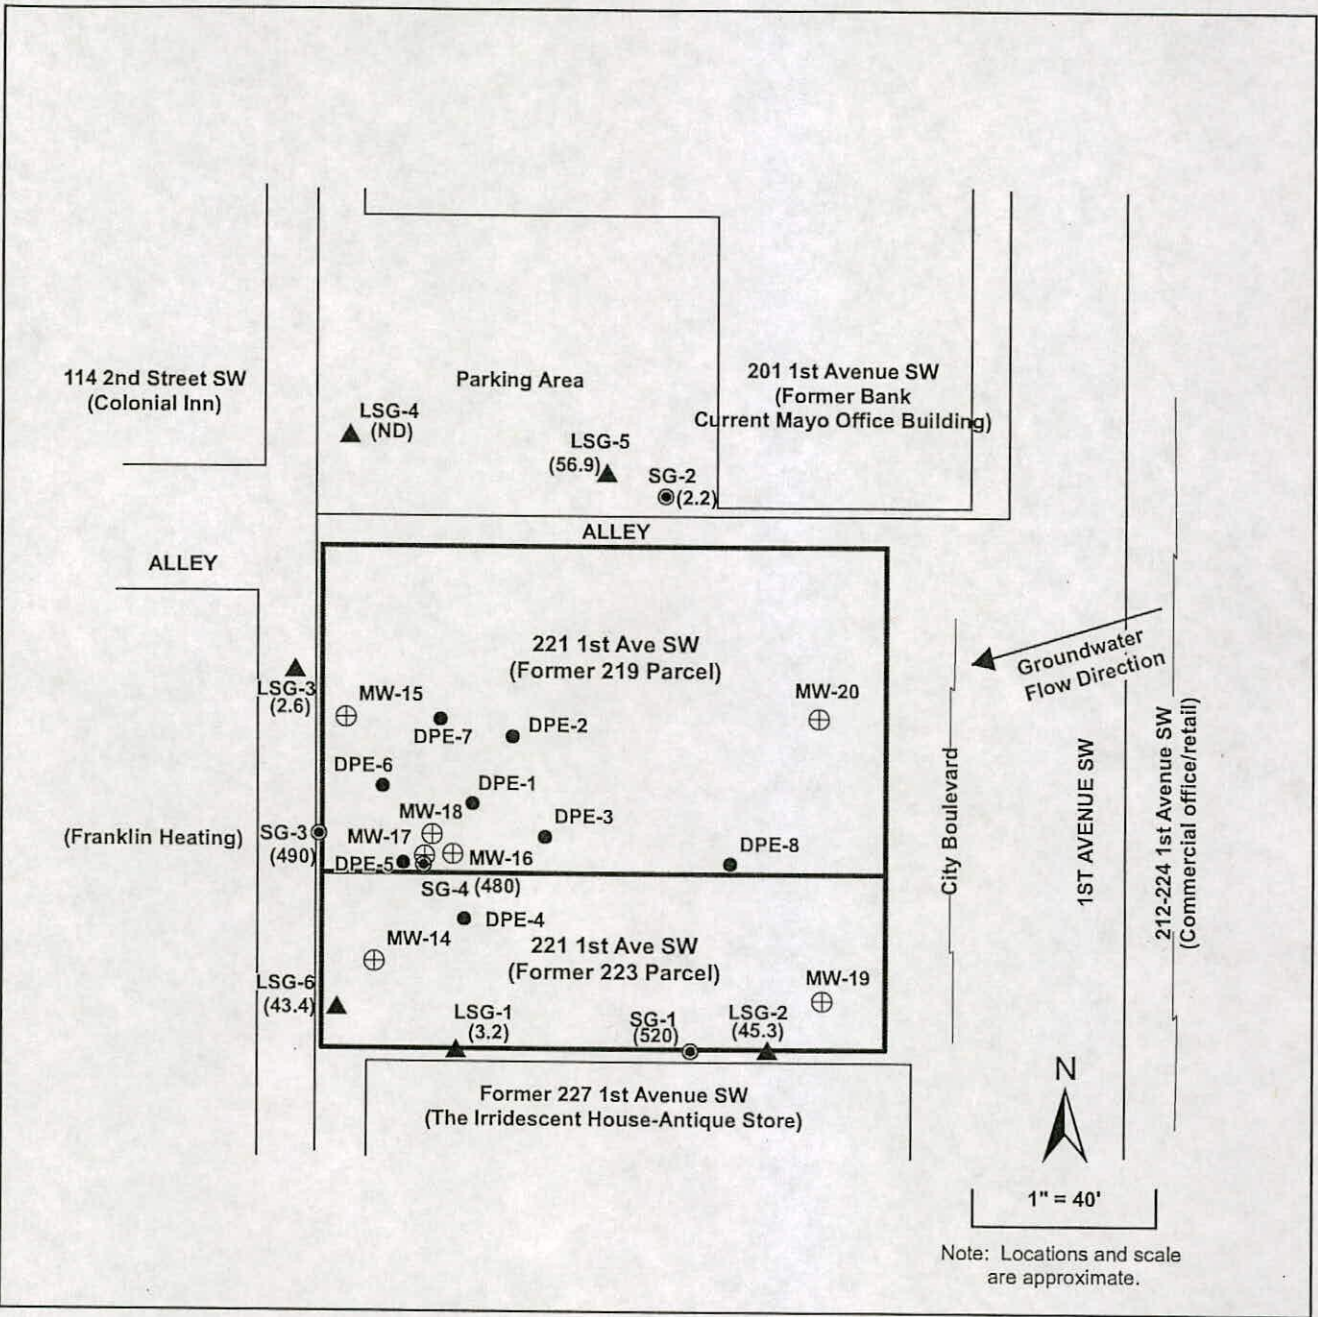 114 2nd Street SW
(Colonial Inn)
Parking Area
201 1st Avenue SW
(Former Bank
Current Mayo Office Building)
LSG-4
(ND)
LSG-5
(56.9)
SG-2
(2.2)
ALLEY
ALLEY
221 1st Ave SW
(Former 219 Parcel)
Groundwater
Flow Direction
LSG-3
(2.6)
MW-15
DPE-7
DPE-2
MW-20
DPE-6
DPE-1
MW-18
DPE-3
(Franklin Heating)
SG-3
(490)
MW-17
MW-16
DPE-5
DPE-8
SG-4 (480)
DPE-4
MW-14
221 1st Ave SW
(Former 223 Parcel)
MW-19
LSG-6
(43.4)
LSG-1
(3.2)
SG-1
(520)
LSG-2
(45.3)
City Boulevard
1ST AVENUE SW
212-224 1st Avenue SW
(Commercial office/retail)
Former 227 1st Avenue SW
(The Irridescent House-Antique Store)
N
1" = 40'
Note: Locations and scale
are approximate.